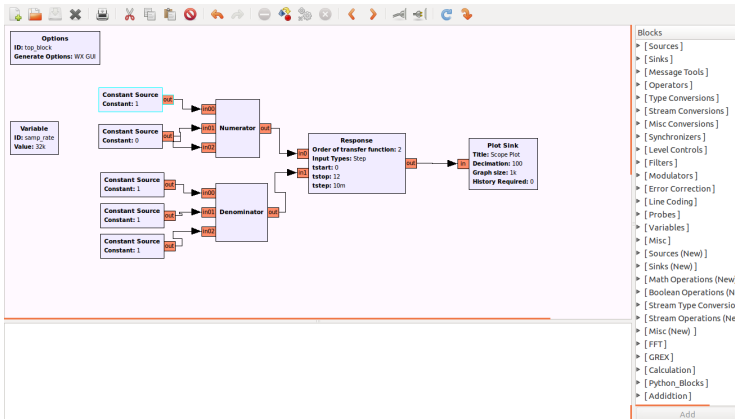 Options
ID: top_block
Generate Options: WX GUI
Variable
ID: samp_rate
Value: 32k
Constant Source
Constant: 1
out
Constant Source
Constant: 0
out
in00
in01
in02
Numerator
out
Constant Source
Constant: 1
out
Constant Source
Constant: 1
out
Constant Source
Constant: 1
out
in00
in01
in02
Denominator
out
in0
in1
Response
Order of transfer function: 2
Input Types: Step
tstart: 0
tstop: 12
tstep: 10m
out
in
Plot Sink
Title: Scope Plot
Decimation: 100
Graph size: 1k
History Required: 0
Blocks
[ Sources ]
[ Sinks ]
[ Message Tools ]
[ Operators ]
[ Type Conversions ]
[ Stream Conversions ]
[ Misc Conversions ]
[ Synchronizers ]
[ Level Controls ]
[ Filters ]
[ Modulators ]
[ Error Correction ]
[ Line Coding ]
[ Probes ]
[ Variables ]
[ Misc ]
[ Sources (New) ]
[ Sinks (New) ]
[ Math Operations (New)
[ Boolean Operations (N
[ Stream Type Conversio
[ Stream Operations (Ne
[ Misc (New) ]
[ FFT ]
[ GREX ]
[ Calculation ]
[ Python_Blocks ]
[ Addidtion ]
Add